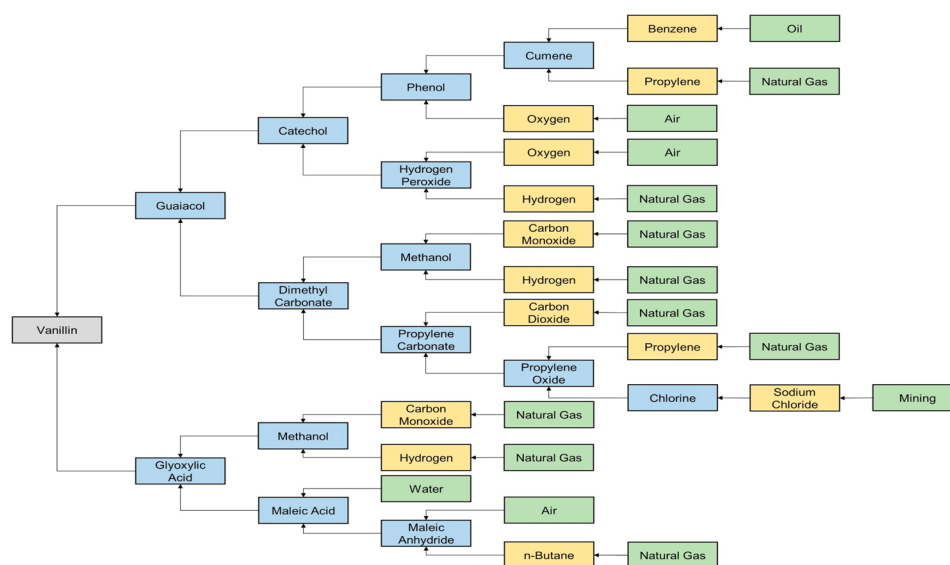 Benzene
Oil
Cumene
Propylene
Natural Gas
Phenol
Oxygen
Air
Catechol
Oxygen
Air
Hydrogen
Peroxide
Hydrogen
Natural Gas
Guaiacol
Carbon
Monoxide
Natural Gas
Methanol
Hydrogen
Natural Gas
Dimethyl
Carbonate
Carbon
Dioxide
Natural Gas
Vanillin
Propylene
Carbonate
Propylene
Natural Gas
Propylene
Oxide
Chlorine
Sodium
Chloride
Mining
Carbon
Monoxide
Natural Gas
Methanol
Hydrogen
Natural Gas
Glyoxylic
Acid
Water
Maleic Acid
Air
Maleic
Anhydride
n-Butane
Natural Gas